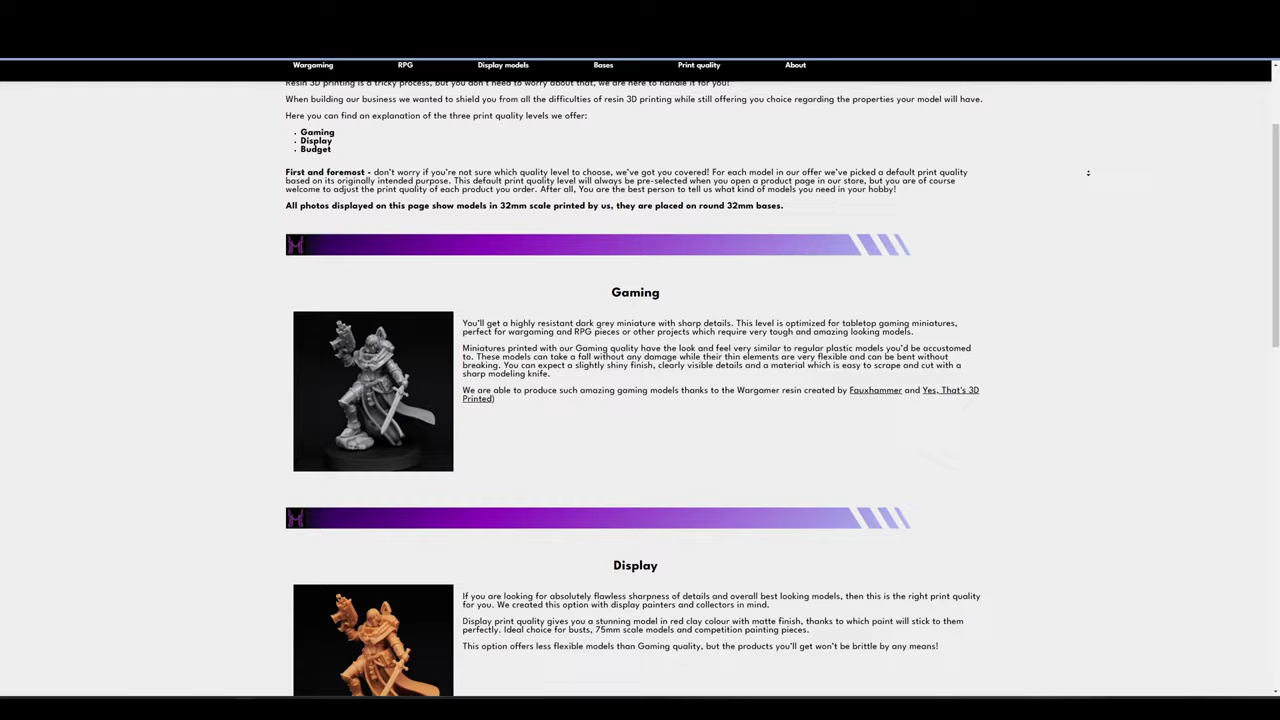 Wargaming RPG Display models Bases Print quality About
Resin 3D printing is a tricky process, but you don't need to worry about that, we are here to handle it for you!
When building our business we wanted to shield you from all the difficulties of resin 3D printing while still offering you choice regarding the properties your model will have.
Here you can find an explanation of the three print quality levels we offer:
Gaming
Display
Budget
First and foremost - don't worry if you're not sure which quality level to choose, we've got you covered! For each model in our offer we've picked a default print quality
based on its originally intended purpose. This default print quality level will always be pre-selected when you open a product page in our store, but you are of course
welcome to adjust the print quality of each product you order. After all, You are the best person to tell us what kind of models you need in your hobby!
All photos displayed on this page show models in 32mm scale printed by us, they are placed on round 32mm bases.
Gaming
You'll get a highly resistant dark grey miniature with sharp details. This level is optimized for tabletop gaming miniatures,
perfect for wargaming and RPG pieces or other projects which require very tough and amazing looking models.
Miniatures printed with our Gaming quality have the look and feel very similar to regular plastic models you'd be accustomed
to. These models can take a fall without any damage while their thin elements are very flexible and can be bent without
breaking. You can expect a slightly shiny finish, clearly visible details and a material which is easy to scrape and cut with a
sharp modeling knife.
We are able to produce such amazing gaming models thanks to the Wargamer resin created by Fauxhammer and Yes, That's 3D
Printed)
Display
If you are looking for absolutely flawless sharpness of details and overall best looking models, then this is the right print quality
for you. We created this option with display painters and collectors in mind.
Display print quality gives you a stunning model in red clay colour with matte finish, thanks to which paint will stick to them
perfectly. Ideal choice for busts, 75mm scale models and competition painting pieces.
This option offers less flexible models than Gaming quality, but the products you'll get won't be brittle by any means!